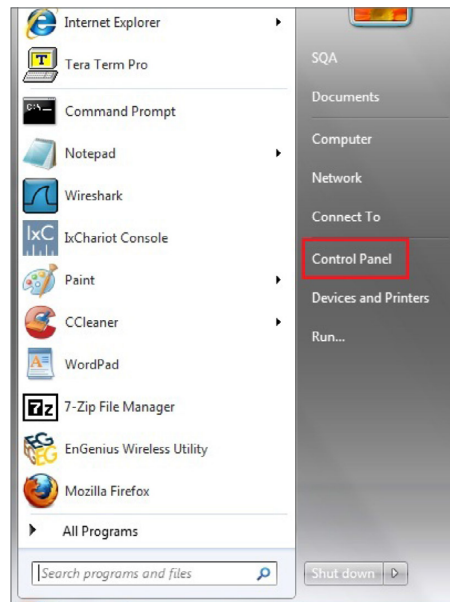 Internet Explorer
Tera Term Pro
Command Prompt
Notepad
Wireshark
IxC
IxChariot Console
Paint
CCleaner
WordPad
7z
7-Zip File Manager
EnGenius Wireless Utility
Mozilla Firefox
All Programs
Search programs and files
SQA
Documents
Computer
Network
Connect To
Control Panel
Devices and Printers
Run...
Shut down